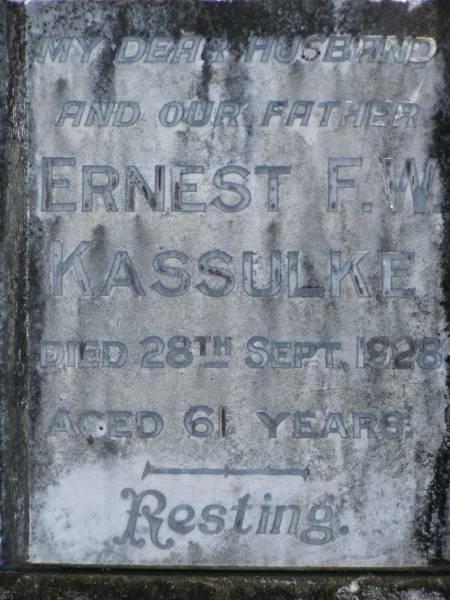 MY DEAR HUSBAND
AND OUR FATHER
ERNEST F. W.
KASSULKE
DIED 28TH SEPT. 1928
AGED 61 YEARS.
Resting.